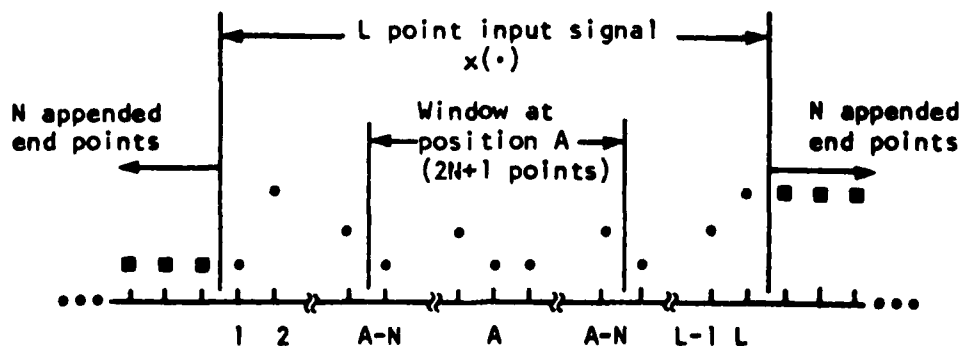 L point input signal
x(·)
N appended
end points
Window at
position A
(2N+1 points)
N appended
end points
1 2 A-N A A-N L-1 L